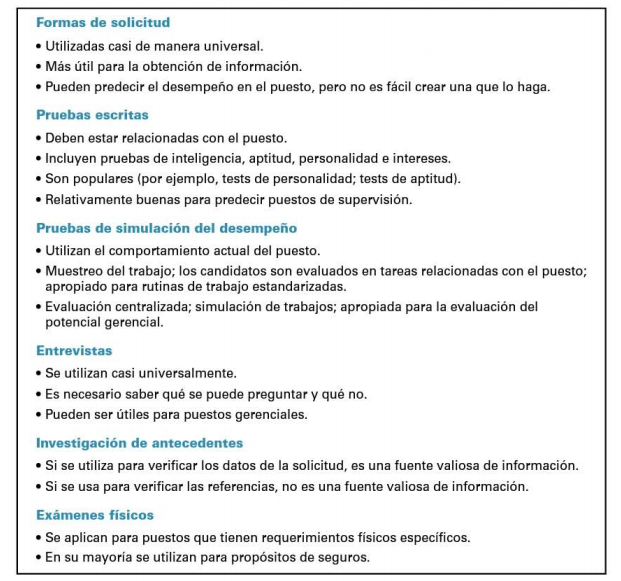 Formas de solicitud
• Utilizadas casi de manera universal.
• Más útil para la obtención de información.
• Pueden predecir el desempeño en el puesto, pero no es fácil crear una que lo haga.
Pruebas escritas
• Deben estar relacionadas con el puesto.
• Incluyen pruebas de inteligencia, aptitud, personalidad e intereses.
• Son populares (por ejemplo, tests de personalidad; tests de aptitud).
• Relativamente buenas para predecir puestos de supervisión.
Pruebas de simulación del desempeño
• Utilizan el comportamiento actual del puesto.
• Muestreo del trabajo; los candidatos son evaluados en tareas relacionadas con el puesto;
apropiado para rutinas de trabajo estandarizadas.
• Evaluación centralizada; simulación de trabajos; apropiada para la evaluación del
potencial gerencial.
Entrevistas
• Se utilizan casi universalmente.
• Es necesario saber qué se puede preguntar y qué no.
• Pueden ser útiles para puestos gerenciales.
Investigación de antecedentes
• Si se utiliza para verificar los datos de la solicitud, es una fuente valiosa de información.
• Si se usa para verificar las referencias, no es una fuente valiosa de información.
Exámenes físicos
• Se aplican para puestos que tienen requerimientos físicos específicos.
• En su mayoría se utilizan para propósitos de seguros.